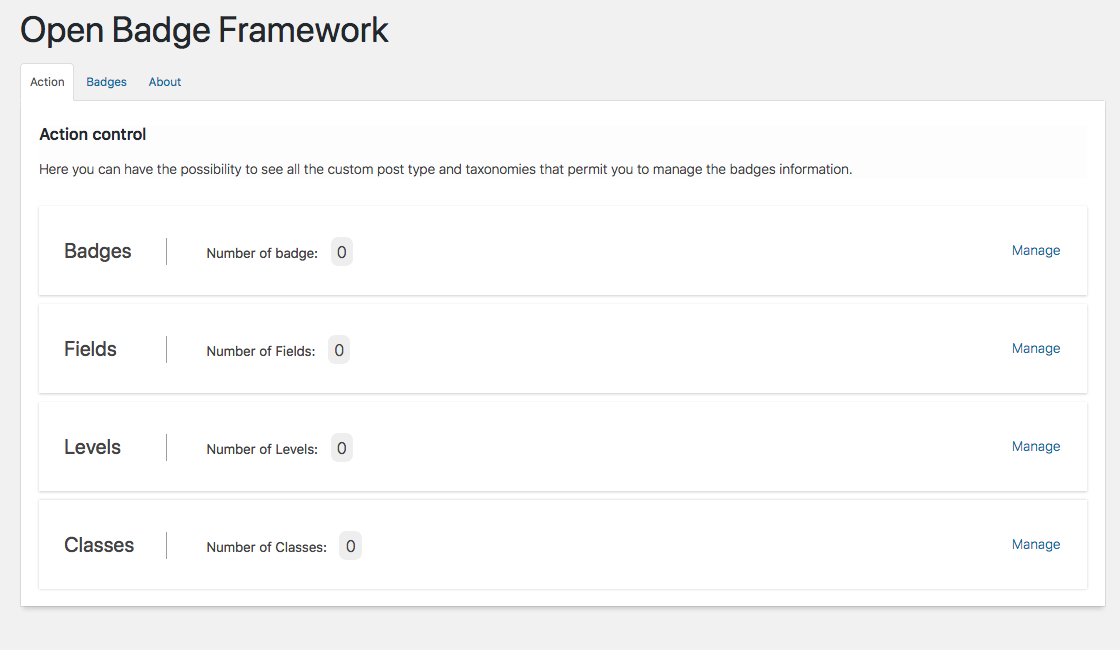 Open Badge Framework
Action Badges About
Action control
Here you can have the possibility to see all the custom post type and taxonomies that permit you to manage the badges information.
Badges Number of badge: 0 Manage
Fields Number of Fields: 0 Manage
Levels Number of Levels: 0 Manage
Classes Number of Classes: 0 Manage